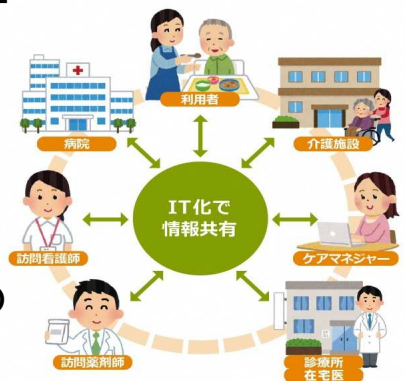 利用者
病院
介護施設
IT化で
情報共有
訪問看護師
ケアマネジャー
訪問薬剤師
診療所
在宅医